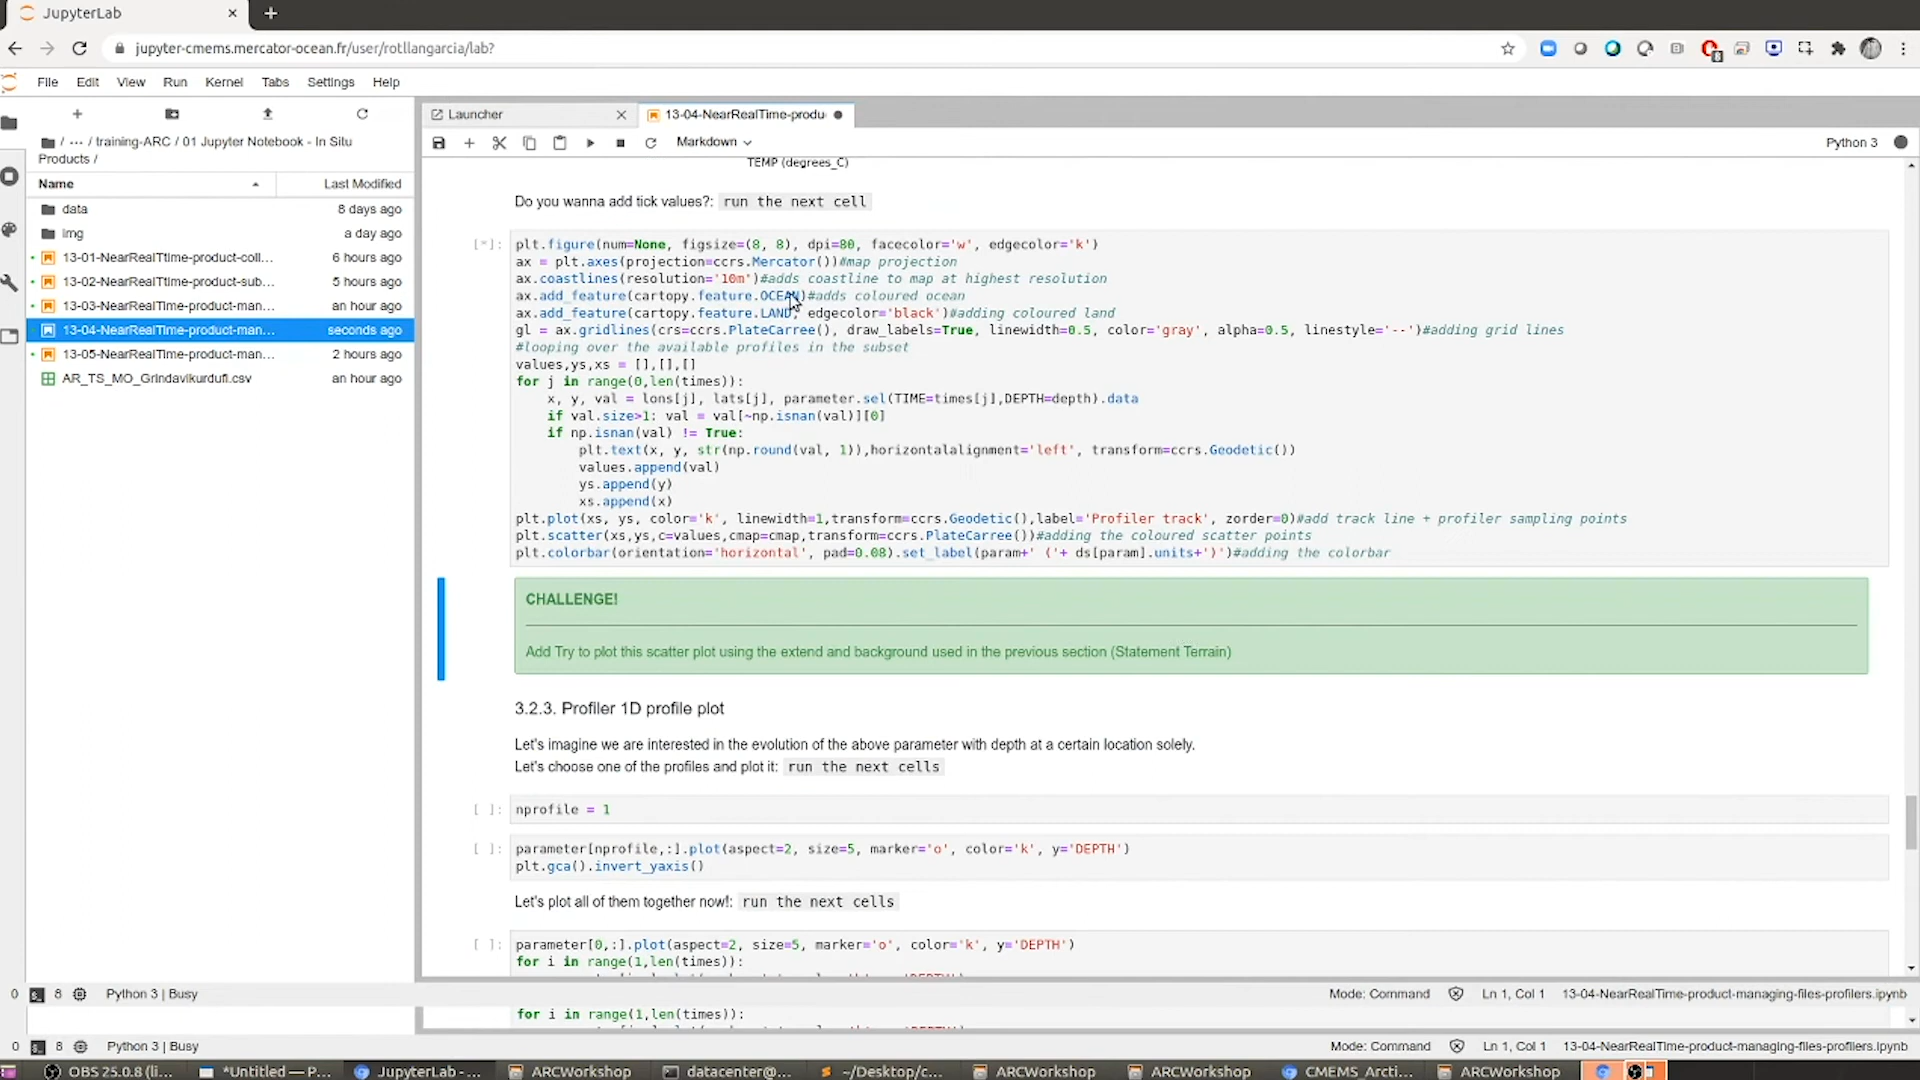 JupyterLab
jupyter-cmems.mercator-ocean.fr/user/rotllangarcia/lab?
File Edit View Run Kernel Tabs Settings Help
Launcher
13-04-NearRealTime-produ
/ ··· / training-ARC / 01 Jupyter Notebook - In Situ
Products /
Markdown
Python 3
Name Last Modified
data 8 days ago
img a day ago
13-01-NearRealTtime-product-coll... 6 hours ago
13-02-NearRealTtime-product-sub... 5 hours ago
13-03-NearRealTime-product-man... an hour ago
13-04-NearRealTime-product-man... seconds ago
13-05-NearRealTime-product-man... 2 hours ago
AR_TS_MO_Grindavikurdufl.csv an hour ago
TEMP (degrees_C)
Do you wanna add tick values?: run the next cell
[*]: plt.figure(num=None, figsize=(8, 8), dpi=80, facecolor='w', edgecolor='k')
ax = plt.axes(projection=ccrs.Mercator())#map projection
ax.coastlines(resolution='10m')#adds coastline to map at highest resolution
ax.add_feature(cartopy.feature.OCEAN)#adds coloured ocean
ax.add_feature(cartopy.feature.LAND, edgecolor='black')#adding coloured land
gl = ax.gridlines(crs=ccrs.PlateCarree(), draw_labels=True, linewidth=0.5, color='gray', alpha=0.5, linestyle='--')#adding grid lines
#looping over the available profiles in the subset
values,ys,xs = [],[],[]
for j in range(0,len(times)):
x, y, val = lons[j], lats[j], parameter.sel(TIME=times[j],DEPTH=depth).data
if val.size>1: val = val[~np.isnan(val)][0]
if np.isnan(val) != True:
plt.text(x, y, str(np.round(val, 1)),horizontalalignment='left', transform=ccrs.Geodetic())
values.append(val)
ys.append(y)
xs.append(x)
plt.plot(xs, ys, color='k', linewidth=1,transform=ccrs.Geodetic(),label='Profiler track', zorder=0)#add track line + profiler sampling points
plt.scatter(xs,ys,c=values,cmap=cmap,transform=ccrs.PlateCarree())#adding the coloured scatter points
plt.colorbar(orientation='horizontal', pad=0.08).set_label(param+' ('+ ds[param].units+')')#adding the colorbar
CHALLENGE!
Add Try to plot this scatter plot using the extend and background used in the previous section (Statement Terrain)
3.2.3. Profiler 1D profile plot
Let's imagine we are interested in the evolution of the above parameter with depth at a certain location solely.
Let's choose one of the profiles and plot it: run the next cells
[ ]: nprofile = 1
[ ]: parameter[nprofile,:].plot(aspect=2, size=5, marker='o', color='k', y='DEPTH')
plt.gca().invert_yaxis()
Let's plot all of them together now!: run the next cells
[ ]: parameter[0,:].plot(aspect=2, size=5, marker='o', color='k', y='DEPTH')
for i in range(1,len(times)):
0 8 Python 3 | Busy Mode: Command Ln 1, Col 1 13-04-NearRealTime-product-managing-files-profilers.ipynb
for i in range(1,len(times)):
0 8 Python 3 | Busy Mode: Command Ln 1, Col 1 13-04-NearRealTime-product-managing-files-profilers.ipynb
OBS 25.0.8 (li... *Untitled — P... JupyterLab - ... ARCWorkshop datacenter@... ~/Desktop/c... ARCWorkshop ARCWorkshop CMEMS_Arcti... ARCWorkshop